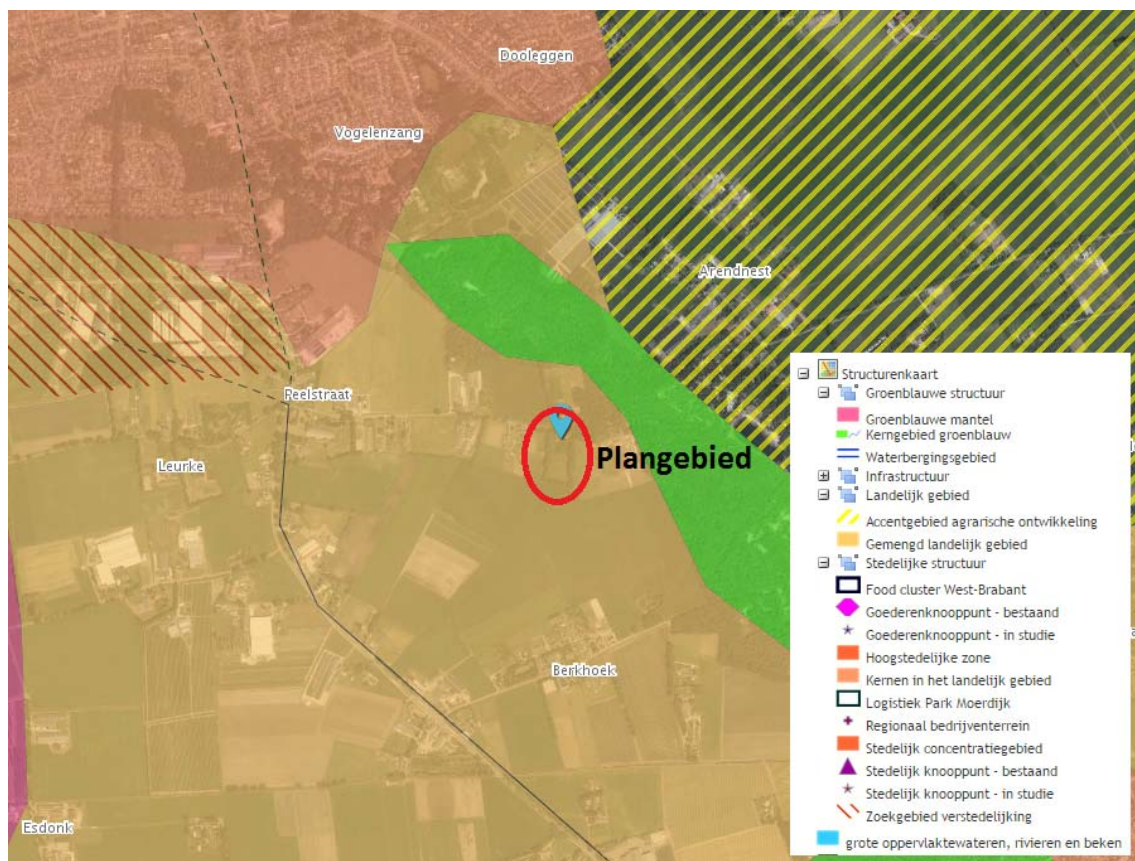 Dooleggen
Vogelenzang
Arendnest
Reelstraat
Plangebied
Leurke
Berkhoek
Esdonk
Structurenkaart
Groenblauwe structuur
Groenblauwe mantel
Kerngebied groenblauw
Waterbergingsgebied
Infrastructuur
Landelijk gebied
Accentgebied agrarische ontwikkeling
Gemengd landelijk gebied
Stedelijke structuur
Food cluster West-Brabant
Goederenknooppunt - bestaand
Goederenknooppunt - in studie
Hoogstedelijke zone
Kernen in het landelijk gebied
Logistiek Park Moerdijk
Regionaal bedrijventerrein
Stedelijk concentratiegebied
Stedelijk knooppunt - bestaand
Stedelijk knooppunt - in studie
Zoekgebied verstedelijking
grote oppervlaktewateren, rivieren en beken